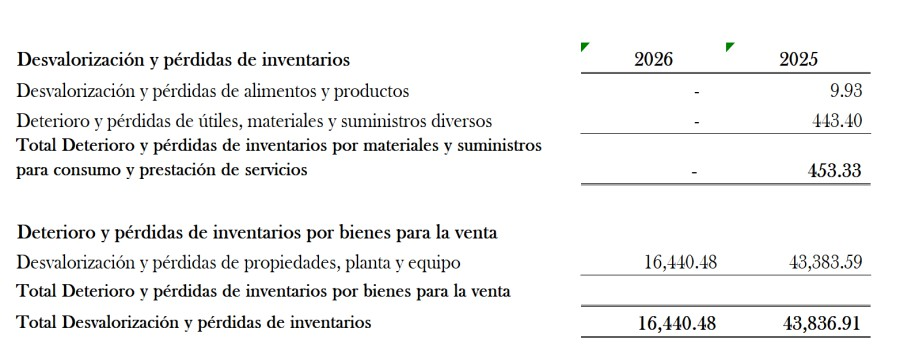 Desvalorización y pérdidas de inventarios 2026 2025
Desvalorización y pérdidas de alimentos y productos - 9.93
Deterioro y pérdidas de útiles, materiales y suministros diversos - 443.40
Total Deterioro y pérdidas de inventarios por materiales y suministros
para consumo y prestación de servicios - 453.33
Deterioro y pérdidas de inventarios por bienes para la venta
Desvalorización y pérdidas de propiedades, planta y equipo 16,440.48 43,383.59
Total Deterioro y pérdidas de inventarios por bienes para la venta
Total Desvalorización y pérdidas de inventarios 16,440.48 43,836.91